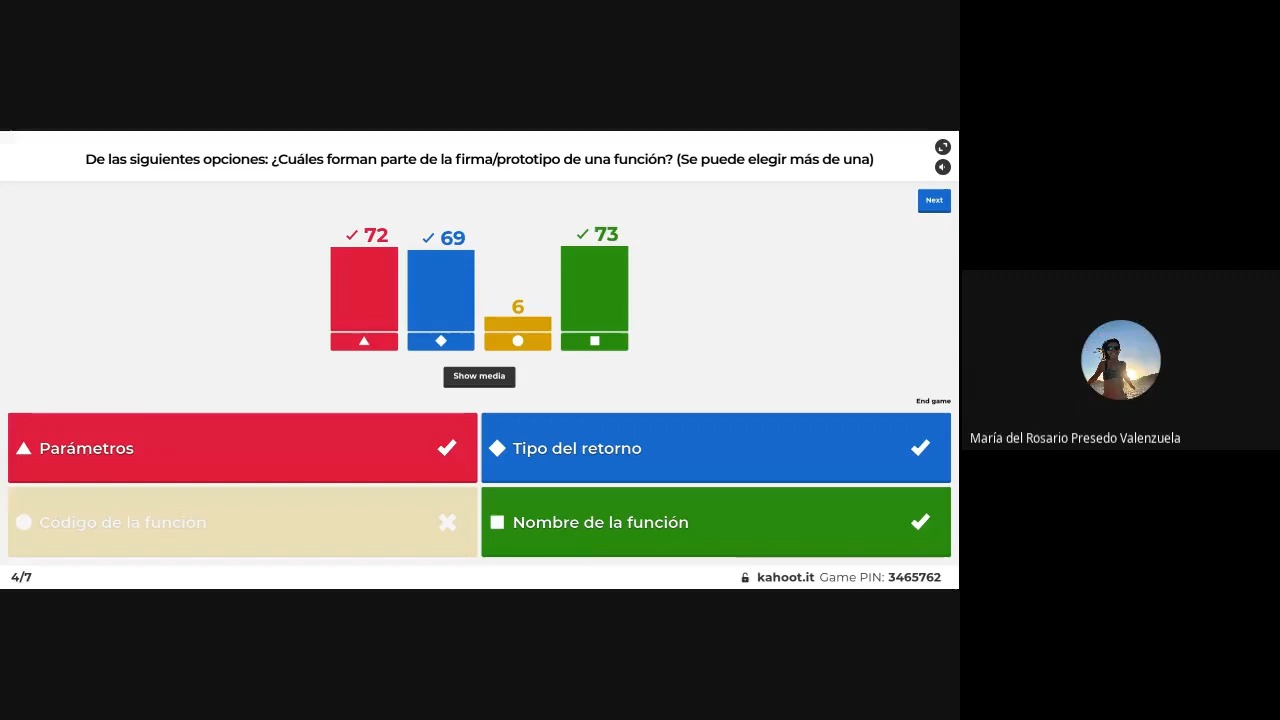 De las siguientes opciones: ¿Cuáles forman parte de la firma/prototipo de una función? (Se puede elegir más de una)
Next
72
69
6
73
Show media
End game
Parámetros
Tipo del retorno
Código de la función
Nombre de la función
4/7
kahoot.it Game PIN: 3465762
María del Rosario Presedo Valenzuela